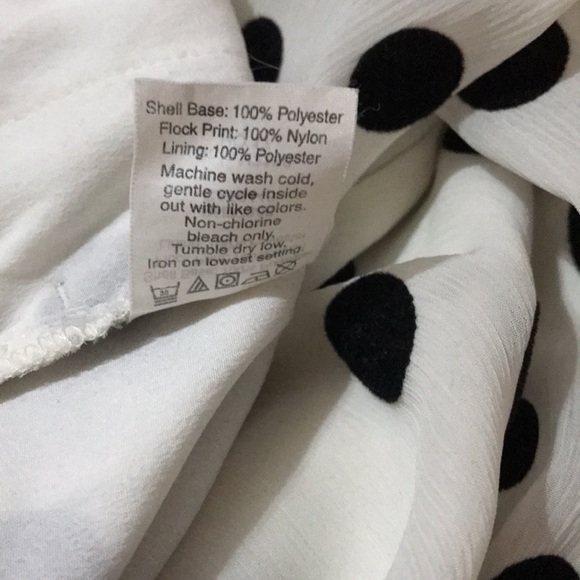 Shell Base: 100% Polyester
Flock Print: 100% Nylon
Lining: 100% Polyester
Machine wash cold,
gentle cycle inside
out with like colors.
Non-chlorine
bleach only.
Tumble dry low.
Iron on lowest setting.